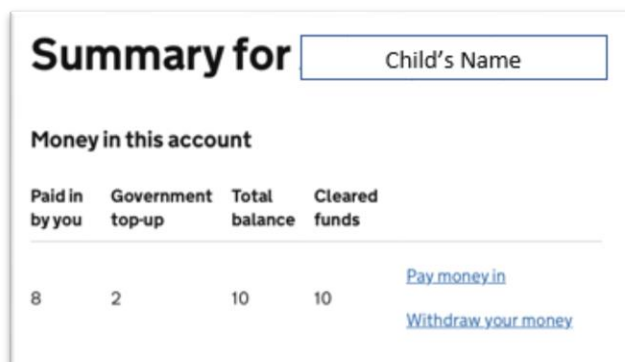 Summary for Child's Name
Money in this account
Paid in by you Government top-up Total balance Cleared funds
8 2 10 10
Pay money in
Withdraw your money